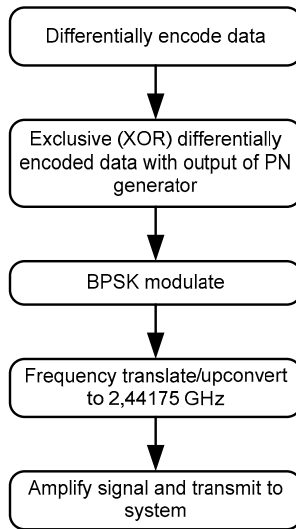 Differentially encode data
Exclusive (XOR) differentially
encoded data with output of PN
generator
BPSK modulate
Frequency translate/upconvert
to 2,44175 GHz
Amplify signal and transmit to
system